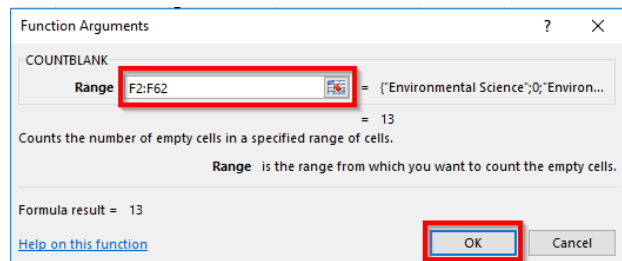 Function Arguments ? ×
COUNTBLANK
Range F2:F62 = {"Environmental Science";0;"Environ...
= 13
Counts the number of empty cells in a specified range of cells.
Range is the range from which you want to count the empty cells.
Formula result = 13
Help on this function OK Cancel